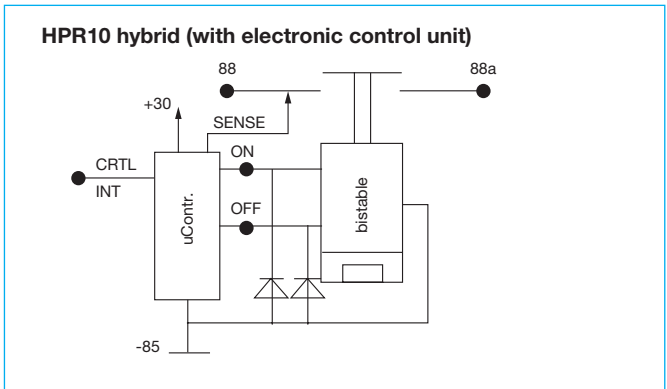 HPR10 hybrid (with electronic control unit)
88
88a
+30
SENSE
ON
CRTL
INT
OFF
uContr.
bistable
-85